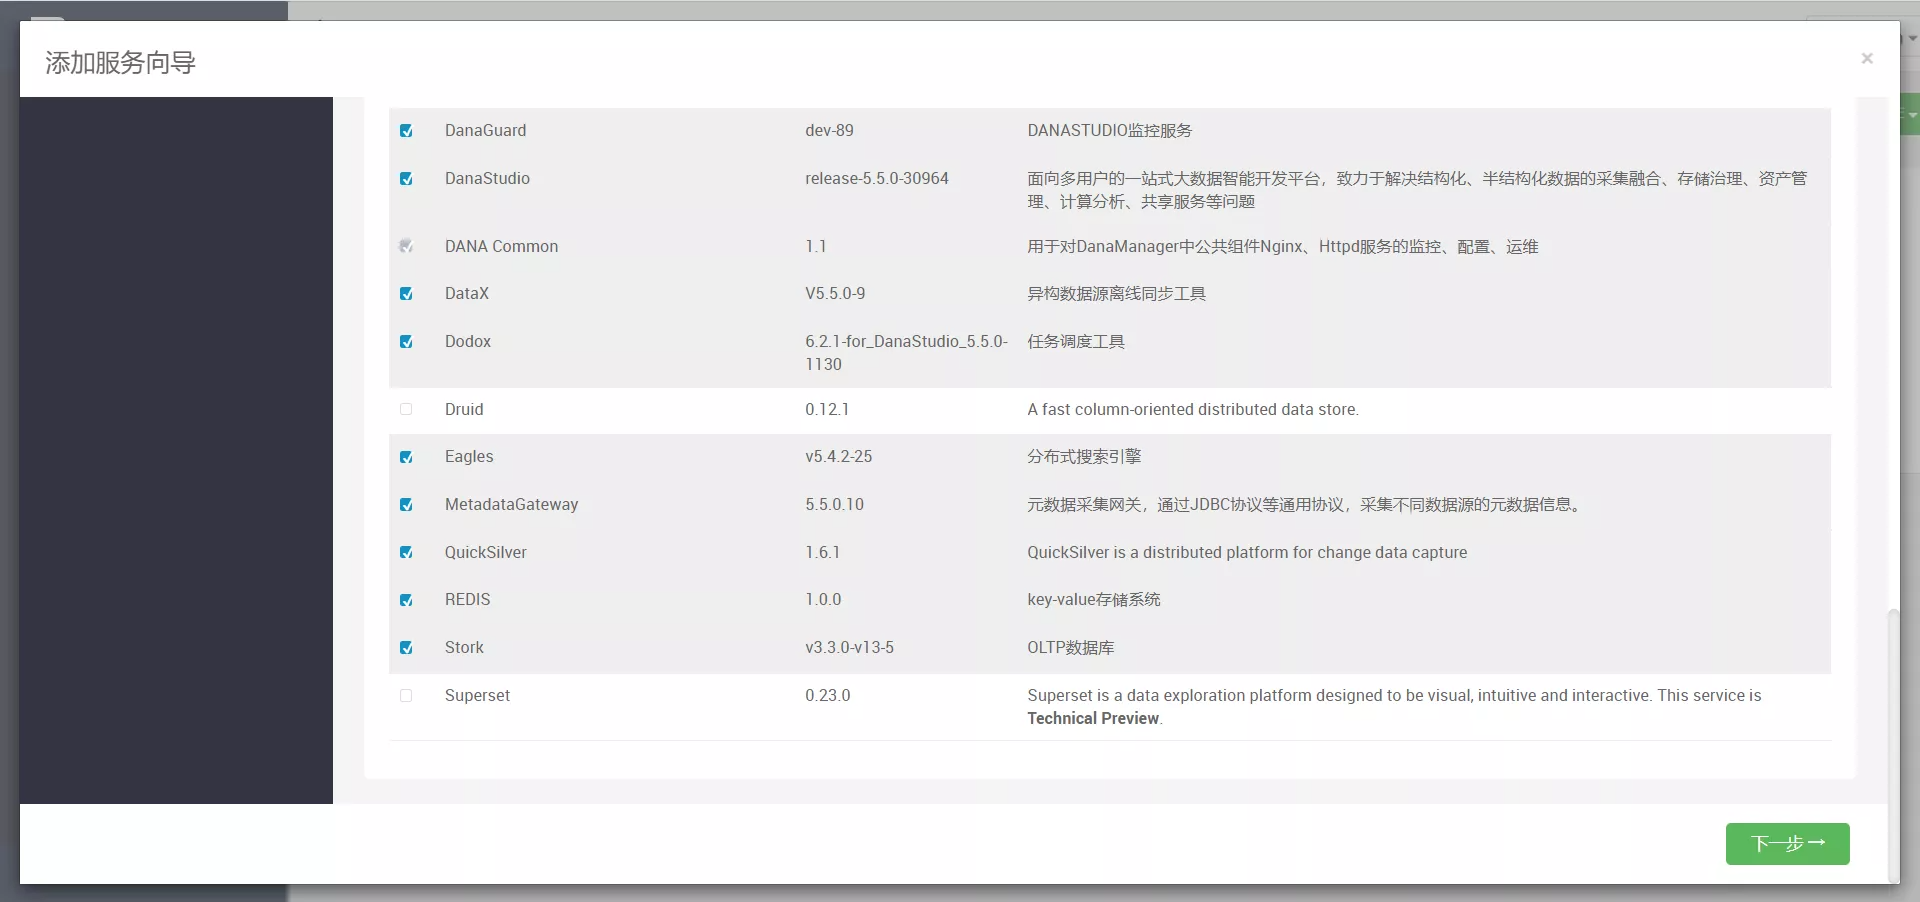 添加服务向导
×
DanaGuard dev-89 DANASTUDIO监控服务
DanaStudio release-5.5.0-30964 面向多用户的一站式大数据智能开发平台，致力于解决结构化、半结构化数据的采集融合、存储治理、资产管
理、计算分析、共享服务等问题
DANA Common 1.1 用于对DanaManager中公共组件Nginx、Httpd服务的监控、配置、运维
DataX V5.5.0-9 异构数据源离线同步工具
Dodox 6.2.1-for_DanaStudio_5.5.0- 任务调度工具
1130
Druid 0.12.1 A fast column-oriented distributed data store.
Eagles v5.4.2-25 分布式搜索引擎
MetadataGateway 5.5.0.10 元数据采集网关，通过JDBC协议等通用协议，采集不同数据源的元数据信息。
QuickSilver 1.6.1 QuickSilver is a distributed platform for change data capture
REDIS 1.0.0 key-value存储系统
Stork v3.3.0-v13-5 OLTP数据库
Superset 0.23.0 Superset is a data exploration platform designed to be visual, intuitive and interactive. This service is
Technical Preview.
下一步→